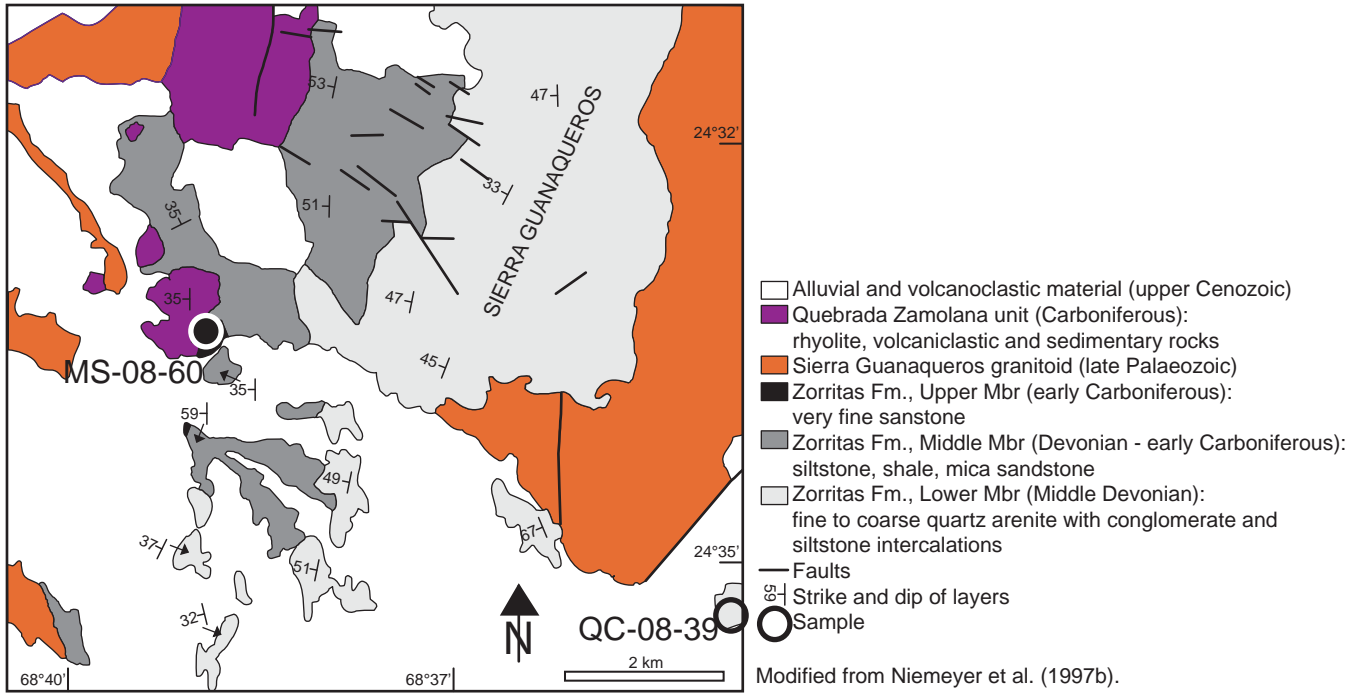 53
47
SIERRA GUANAQUEROS
24°32'
33
35
51
47
35
45
MS-08-60
35
59
49
67
37
51
24°35'
32
QC-08-39
N
2 km
68°40'
68°37'
Alluvial and volcanoclastic material (upper Cenozoic)
Quebrada Zamolana unit (Carboniferous):
rhyolite, volcaniclastic and sedimentary rocks
Sierra Guanaqueros granitoid (late Palaeozoic)
Zorritas Fm., Upper Mbr (early Carboniferous):
very fine sanstone
Zorritas Fm., Middle Mbr (Devonian - early Carboniferous):
siltstone, shale, mica sandstone
Zorritas Fm., Lower Mbr (Middle Devonian):
fine to coarse quartz arenite with conglomerate and
siltstone intercalations
Faults
59 Strike and dip of layers
Sample
Modified from Niemeyer et al. (1997b).